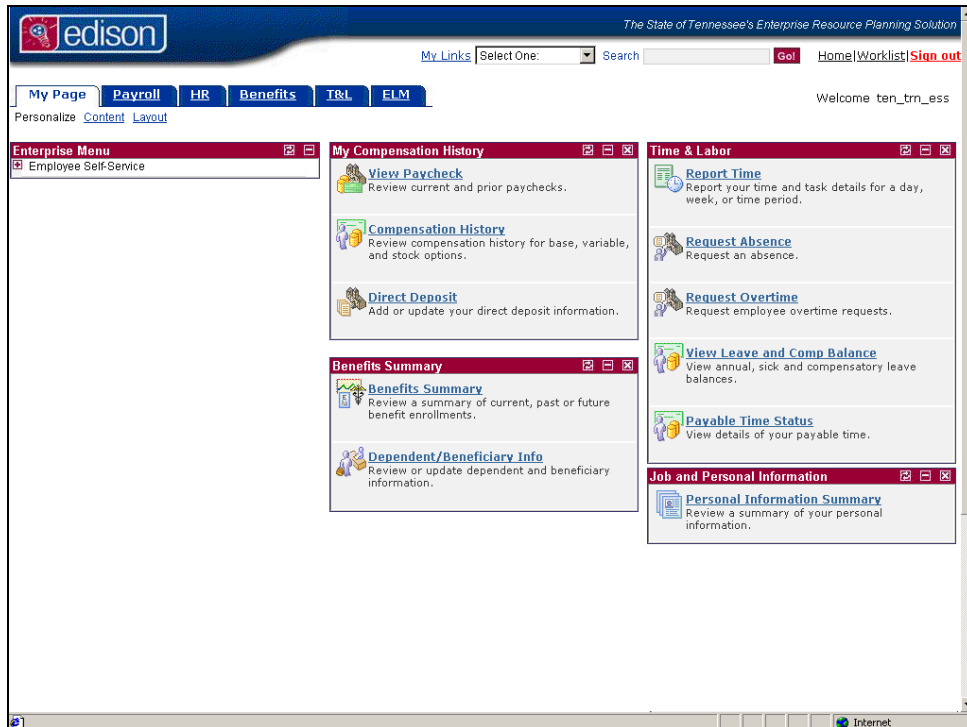 edison
The State of Tennessee's Enterprise Resource Planning Solution
My Links Select One: Search Go! Home|Worklist|Sign out
My Page Payroll HR Benefits T&L ELM
Welcome ten_trn_ess
Personalize Content Layout
Enterprise Menu
Employee Self-Service
My Compensation History
View Paycheck
Review current and prior paychecks.
Compensation History
Review compensation history for base, variable,
and stock options.
Direct Deposit
Add or update your direct deposit information.
Benefits Summary
Benefits Summary
Review a summary of current, past or future
benefit enrollments.
Dependent/Beneficiary Info
Review or update dependent and beneficiary
information.
Time & Labor
Report Time
Report your time and task details for a day,
week, or time period.
Request Absence
Request an absence.
Request Overtime
Request employee overtime requests.
View Leave and Comp Balance
View annual, sick and compensatory leave
balances.
Payable Time Status
View details of your payable time.
Job and Personal Information
Personal Information Summary
Review a summary of your personal
information.
Internet